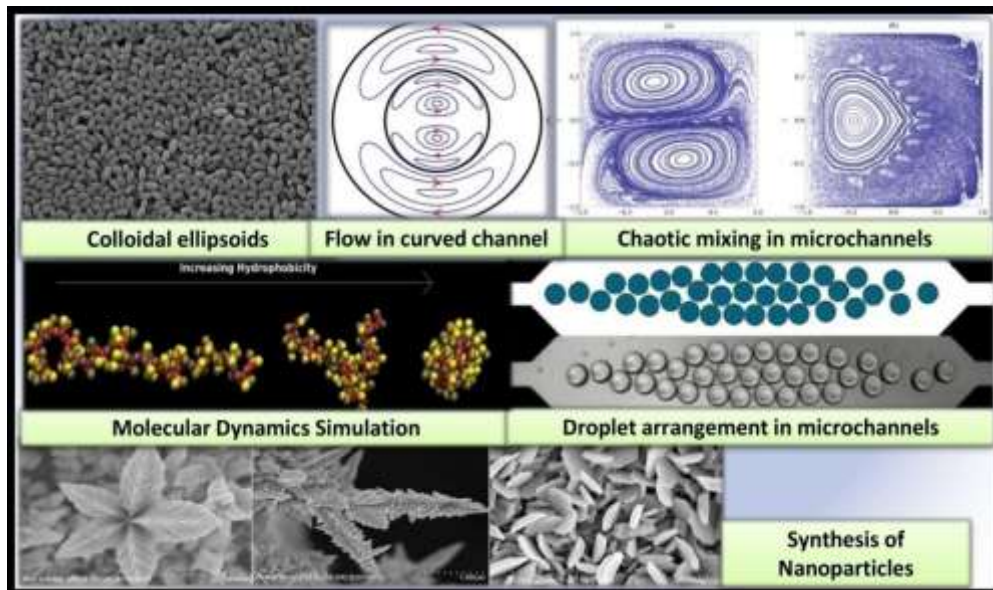 Colloidal ellipsoids
Flow in curved channel
Chaotic mixing in microchannels
Increasing Hydrophobicity
Molecular Dynamics Simulation
Droplet arrangement in microchannels
Synthesis of
Nanoparticles